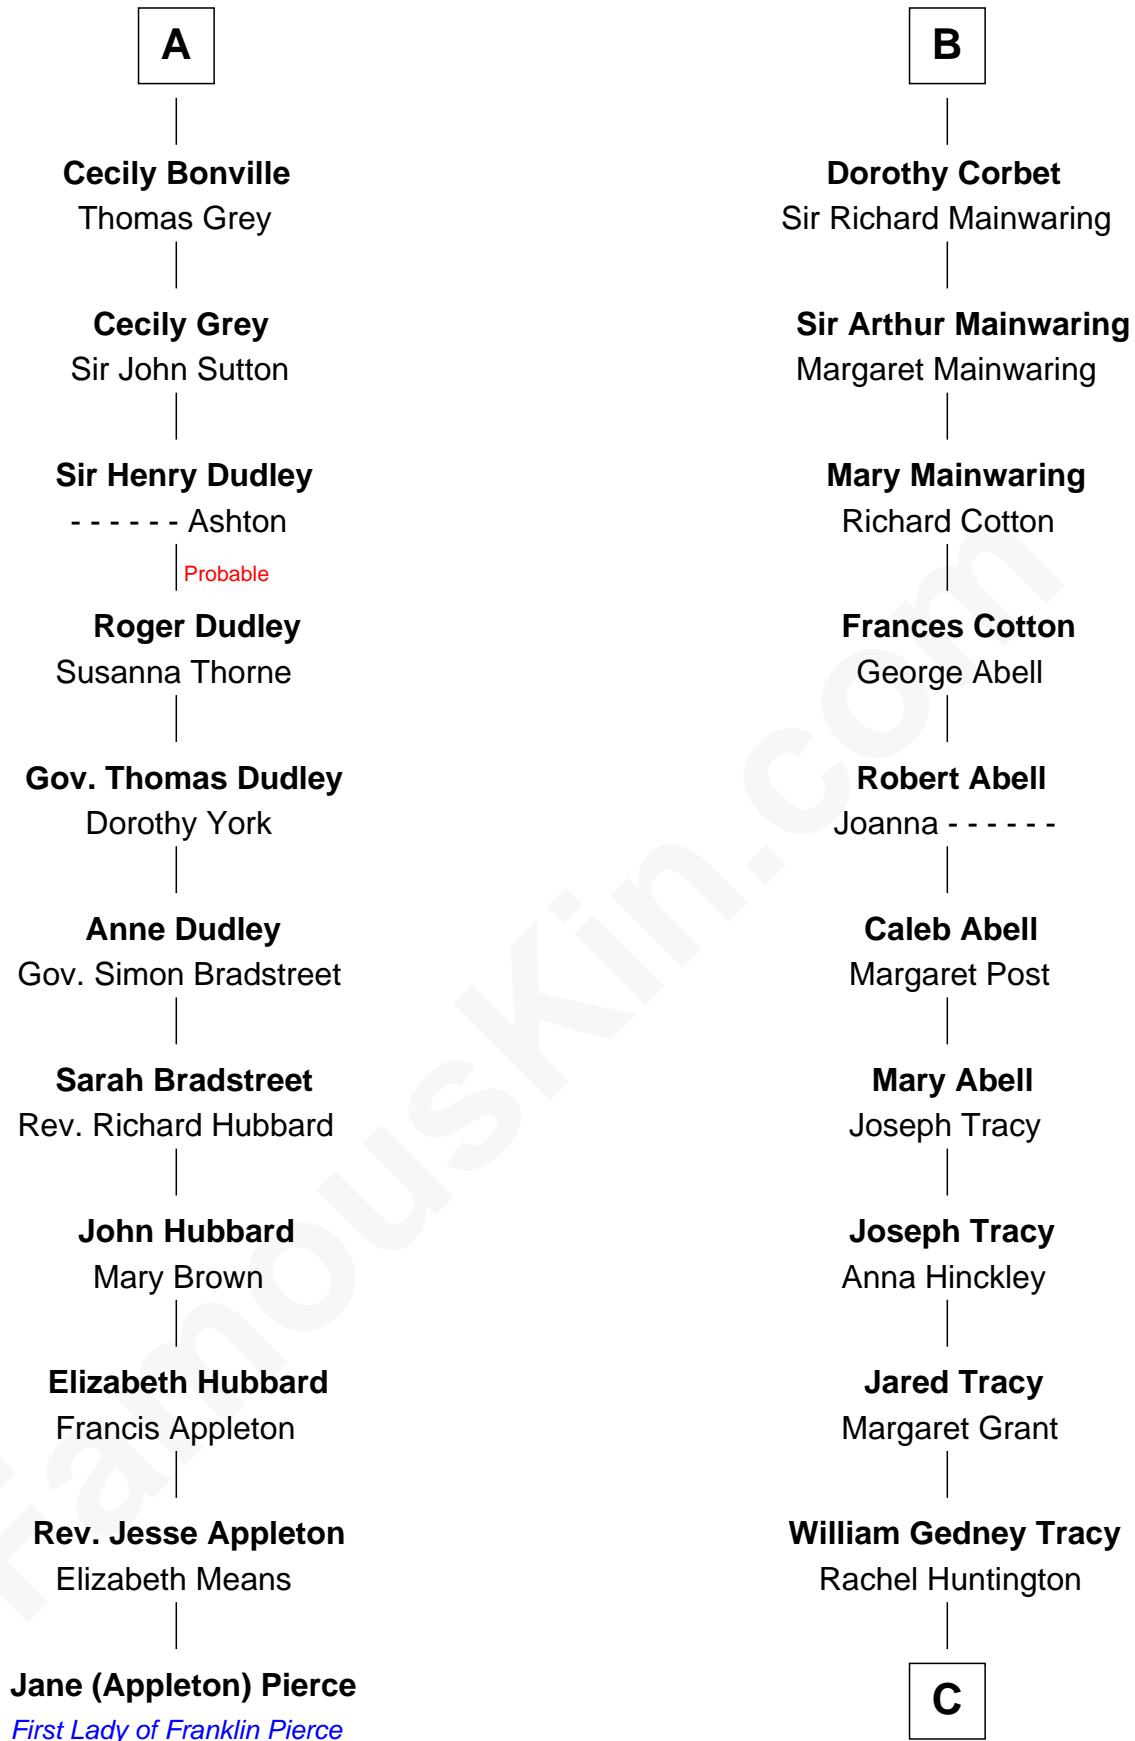 A
Cecily Bonville
Thomas Grey
Cecily Grey
Sir John Sutton
Sir Henry Dudley
- - - - - - Ashton
Probable
Roger Dudley
Susanna Thorne
Gov. Thomas Dudley
Dorothy York
Anne Dudley
Gov. Simon Bradstreet
Sarah Bradstreet
Rev. Richard Hubbard
John Hubbard
Mary Brown
Elizabeth Hubbard
Francis Appleton
Rev. Jesse Appleton
Elizabeth Means
Jane (Appleton) Pierce
First Lady of Franklin Pierce
B
Dorothy Corbet
Sir Richard Mainwaring
Sir Arthur Mainwaring
Margaret Mainwaring
Mary Mainwaring
Richard Cotton
Frances Cotton
George Abell
Robert Abell
Joanna - - - - - -
Caleb Abell
Margaret Post
Mary Abell
Joseph Tracy
Joseph Tracy
Anna Hinckley
Jared Tracy
Margaret Grant
William Gedney Tracy
Rachel Huntington
C
FamousKin.com